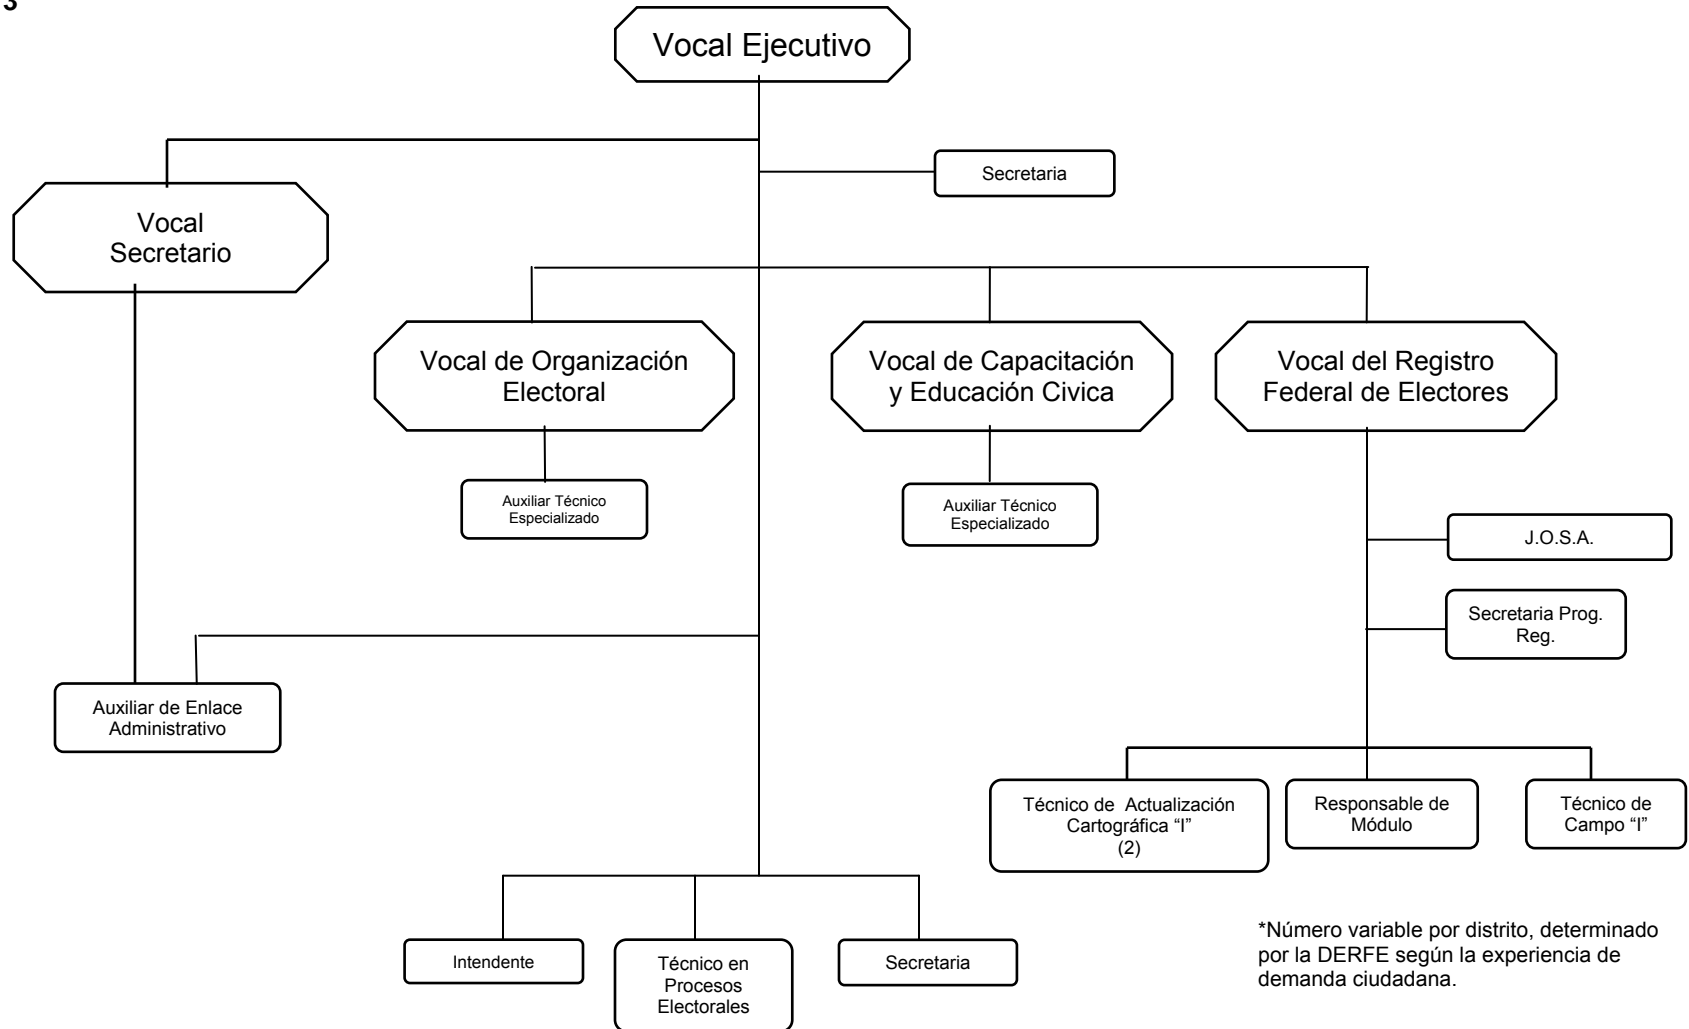 3
Vocal Ejecutivo
Secretaria
Vocal
Secretario
Vocal de Organización
Electoral
Vocal de Capacitación
y Educación Civica
Vocal del Registro
Federal de Electores
Auxiliar Técnico
Especializado
Auxiliar Técnico
Especializado
J.O.S.A.
Secretaria Prog.
Reg.
Auxiliar de Enlace
Administrativo
Técnico de Actualización
Cartográfica “I”
(2)
Responsable de
Módulo
Técnico de
Campo “I”
Intendente
Técnico en
Procesos
Electorales
Secretaria
*Número variable por distrito, determinado
por la DERFE según la experiencia de
demanda ciudadana.